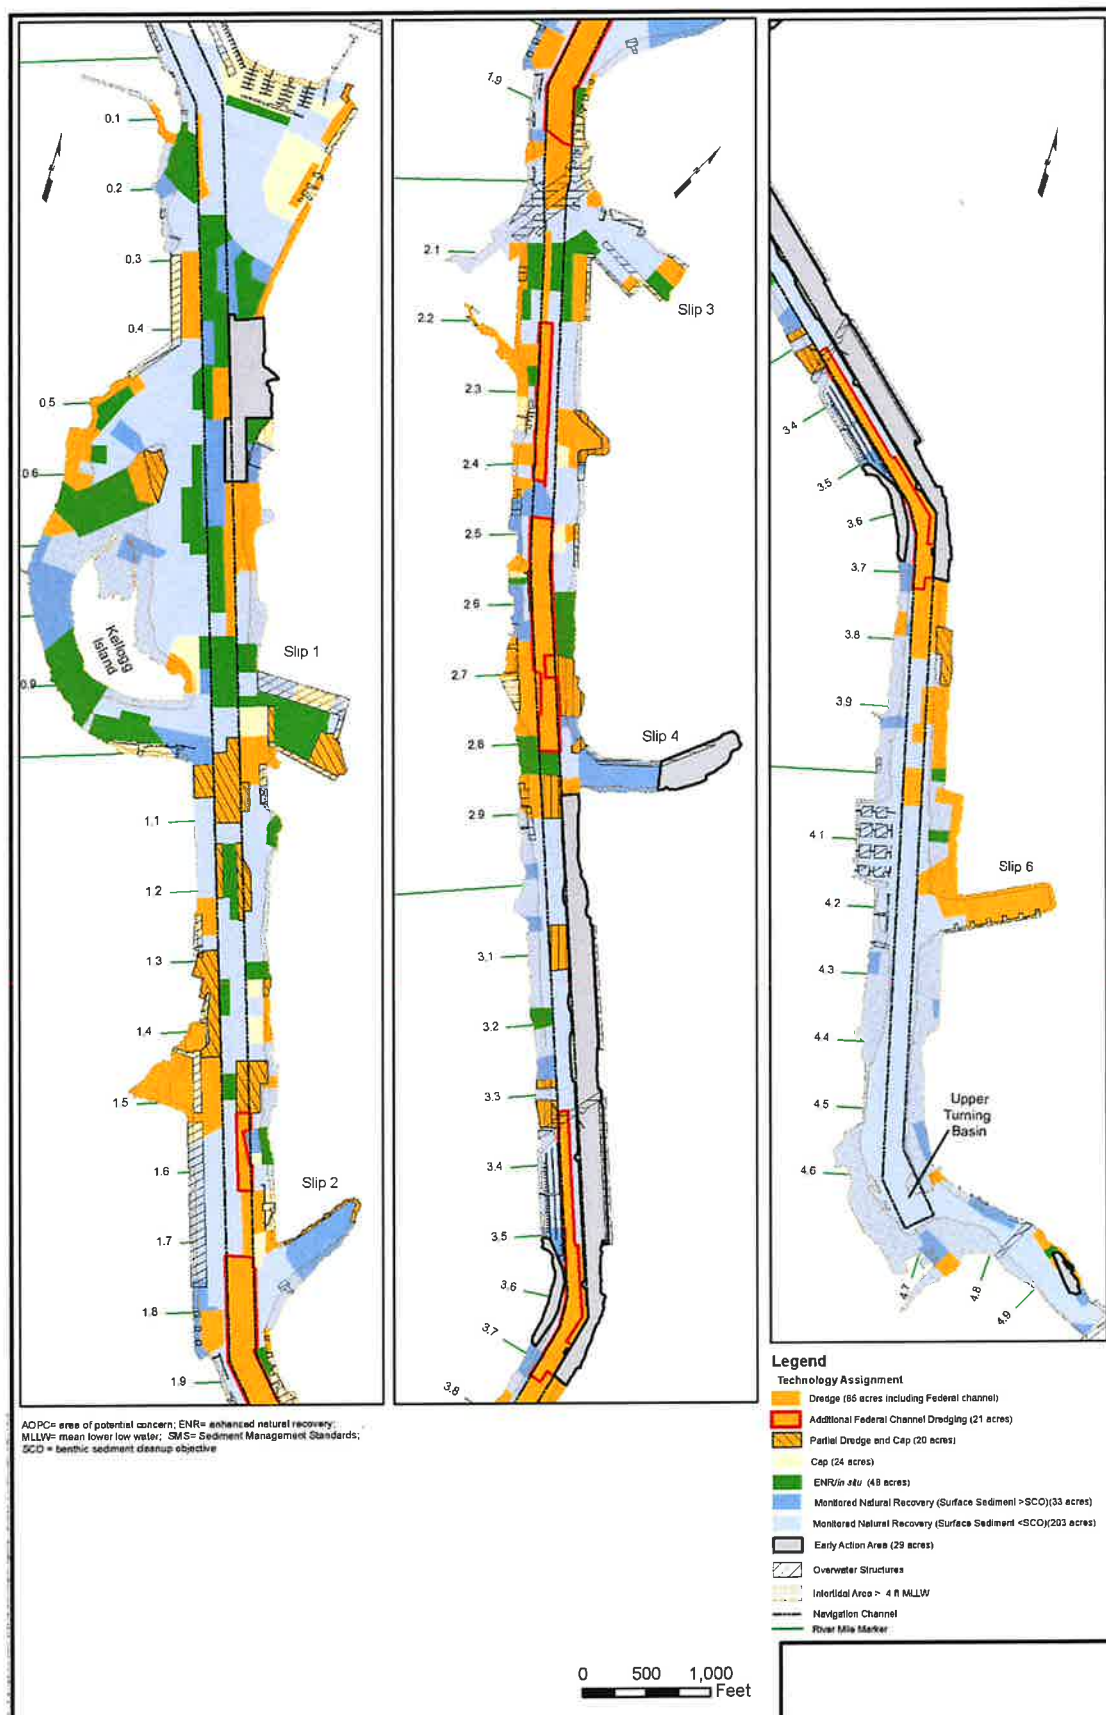 0.1
0.2
0.3
0.4
0.5
0.6
Kellogg
Island
0.9
Slip 1
1.1
1.2
1.3
1.4
1.5
1.6
Slip 2
1.7
1.8
1.9
1.9
2.1
Slip 3
2.2
2.3
2.4
2.5
2.6
2.7
Slip 4
2.8
2.9
3.1
3.2
3.3
3.4
3.5
3.6
3.7
3.8
3.4
3.5
3.6
3.7
3.8
3.9
4.1
Slip 6
4.2
4.3
4.4
4.5
Upper
Turning
Basin
4.6
4.7
4.8
4.9
AOPC= area of potential concern; ENR= enhanced natural recovery;
MLLW= mean lower low water; SMS= Sediment Management Standards;
SCO = benthic sediment cleanup objective
Legend
Technology Assignment
Dredge (85 acres including Federal channel)
Additional Federal Channel Dredging (21 acres)
Partial Dredge and Cap (20 acres)
Cap (24 acres)
ENR/in situ (48 acres)
Monitored Natural Recovery (Surface Sediment >SCO)(33 acres)
Monitored Natural Recovery (Surface Sediment <SCO)(203 acres)
Early Action Area (29 acres)
Overwater Structures
Intertidal Area > 4 ft MLLW
Navigation Channel
River Mile Marker
0 500 1,000
Feet